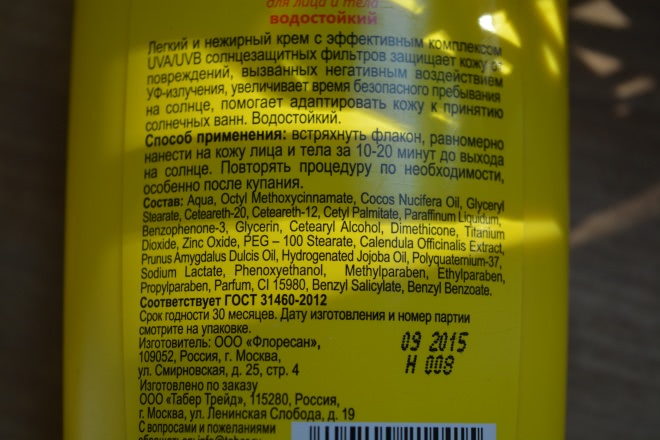 для лица и тела
ВОДОСТОЙКИЙ
Легкий и нежирный крем с эффективным комплексом
UVA/UVB солнцезащитных фильтров защищает кожу от
повреждений, вызванных негативным воздействием
УФ-излучения, увеличивает время безопасного пребывания
на солнце, помогает адаптировать кожу к принятию
солнечных ванн. Водостойкий.
Способ применения: встряхнуть флакон, равномерно
нанести на кожу лица и тела за 10-20 минут до выхода
на солнце. Повторять процедуру по необходимости,
особенно после купания.
Состав: Aqua, Octyl Methoxycinnamate, Cocos Nucifera Oil, Glyceryl
Stearate, Ceteareth-20, Ceteareth-12, Cetyl Palmitate, Paraffinum Liquidum,
Benzophenone-3, Glycerin, Cetearyl Alcohol, Dimethicone, Titanium
Dioxide, Zinc Oxide, PEG – 100 Stearate, Calendula Officinalis Extract,
Prunus Amygdalus Dulcis Oil, Hydrogenated Jojoba Oil, Polyquaternium-37,
Sodium Lactate, Phenoxyethanol, Methylparaben, Ethylparaben,
Propylparaben, Parfum, CI 15980, Benzyl Salicylate, Benzyl Benzoate.
Соответствует ГОСТ 31460-2012
Срок годности 30 месяцев. Дату изготовления и номер партии
смотрите на упаковке.
Изготовитель: ООО «Флоресан»,
109052, Россия, г. Москва,
ул. Смирновская, д. 25, стр. 4
09 2015
Н 008
Изготовлено по заказу
ООО «Табер Трейд», 115280, Россия,
г. Москва, ул. Ленинская Слобода, д. 19
С вопросами и пожеланиями